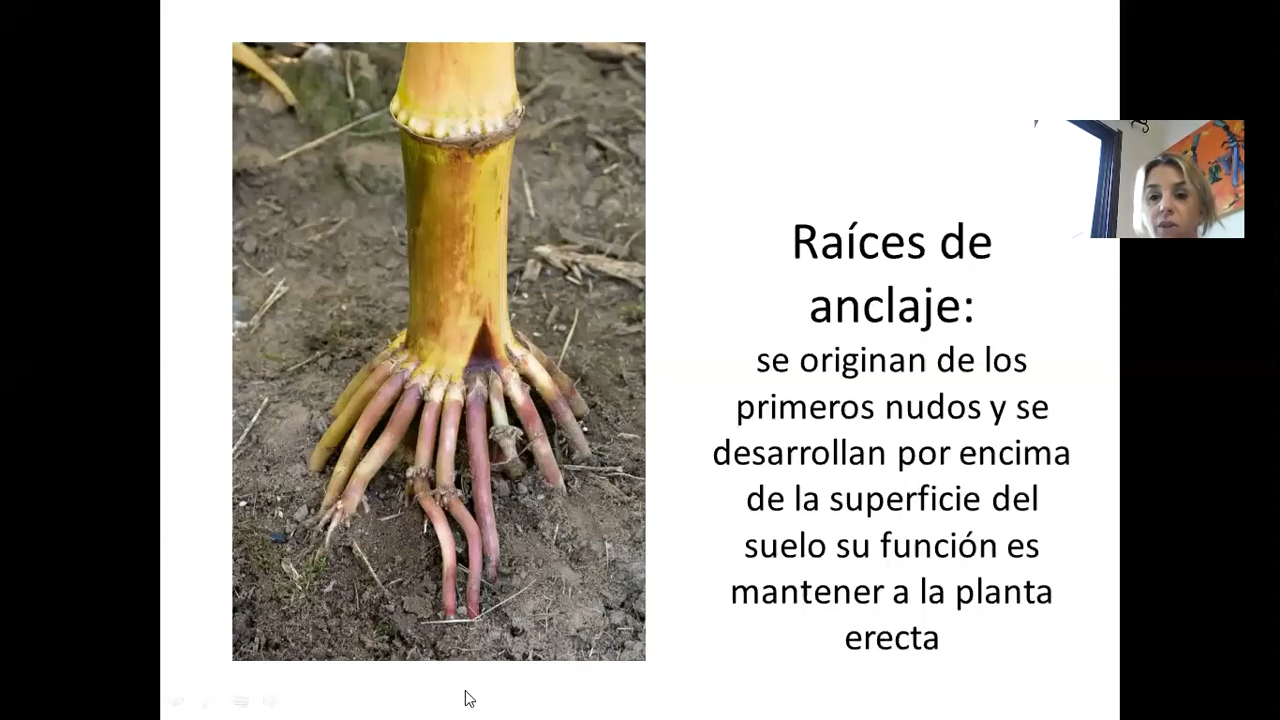 Raíces de
anclaje:
se originan de los
primeros nudos y se
desarrollan por encima
de la superficie del
suelo su función es
mantener a la planta
erecta